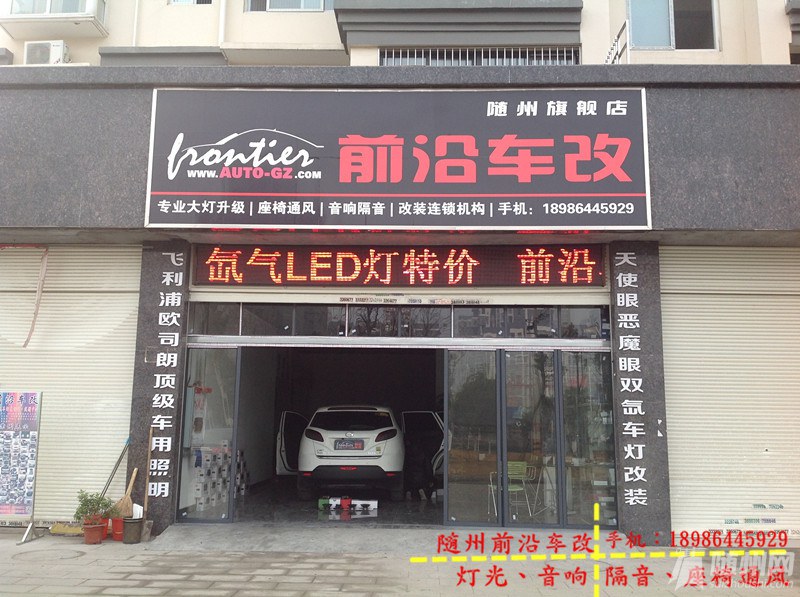 随州旗舰店
frontier
WWW.AUTO-GZ.COM
前沿车改
专业大灯升级 | 座椅通风 | 音响隔音 | 改装连锁机构 | 手机：18986445929
氙气LED灯特价 前沿
飞利浦欧司朗顶级车用照明
天使眼恶魔眼双氙车灯改装
随州前沿车改 手机：18986445929
灯光、音响 隔音、座椅通风
随州网